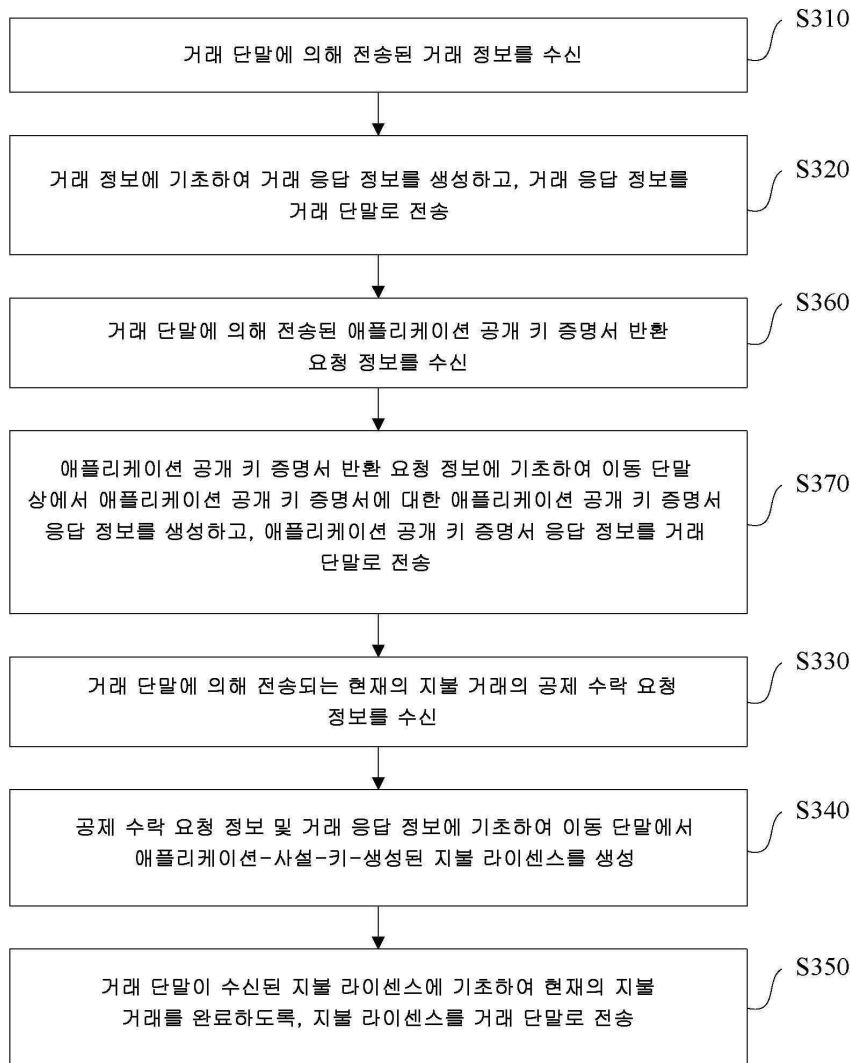 S310
거래 단말에 의해 전송된 거래 정보를 수신
S320
거래 정보에 기초하여 거래 응답 정보를 생성하고, 거래 응답 정보를
거래 단말로 전송
S360
거래 단말에 의해 전송된 애플리케이션 공개 키 증명서 반환
요청 정보를 수신
S370
애플리케이션 공개 키 증명서 반환 요청 정보에 기초하여 이동 단말
상에서 애플리케이션 공개 키 증명서에 대한 애플리케이션 공개 키 증명서
응답 정보를 생성하고, 애플리케이션 공개 키 증명서 응답 정보를 거래
단말로 전송
S330
거래 단말에 의해 전송되는 현재의 지불 거래의 공제 수락 요청
정보를 수신
S340
공제 수락 요청 정보 및 거래 응답 정보에 기초하여 이동 단말에서
애플리케이션-사설-키-생성된 지불 라이센스를 생성
S350
거래 단말이 수신된 지불 라이센스에 기초하여 현재의 지불
거래를 완료하도록, 지불 라이센스를 거래 단말로 전송